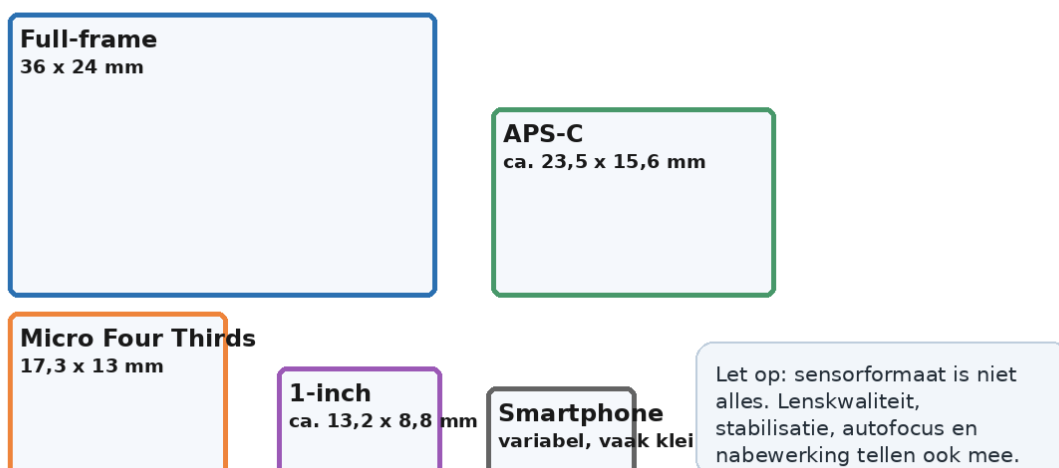 Full-frame
36 x 24 mm
APS-C
ca. 23,5 x 15,6 mm
Micro Four Thirds
17,3 x 13 mm
1-inch
ca. 13,2 x 8,8 mm
Smartphone
variabel, vaak klei
Let op: sensorformaat is niet
alles. Lenskwaliteit,
stabilisatie, autofocus en
nabewerking tellen ook mee.